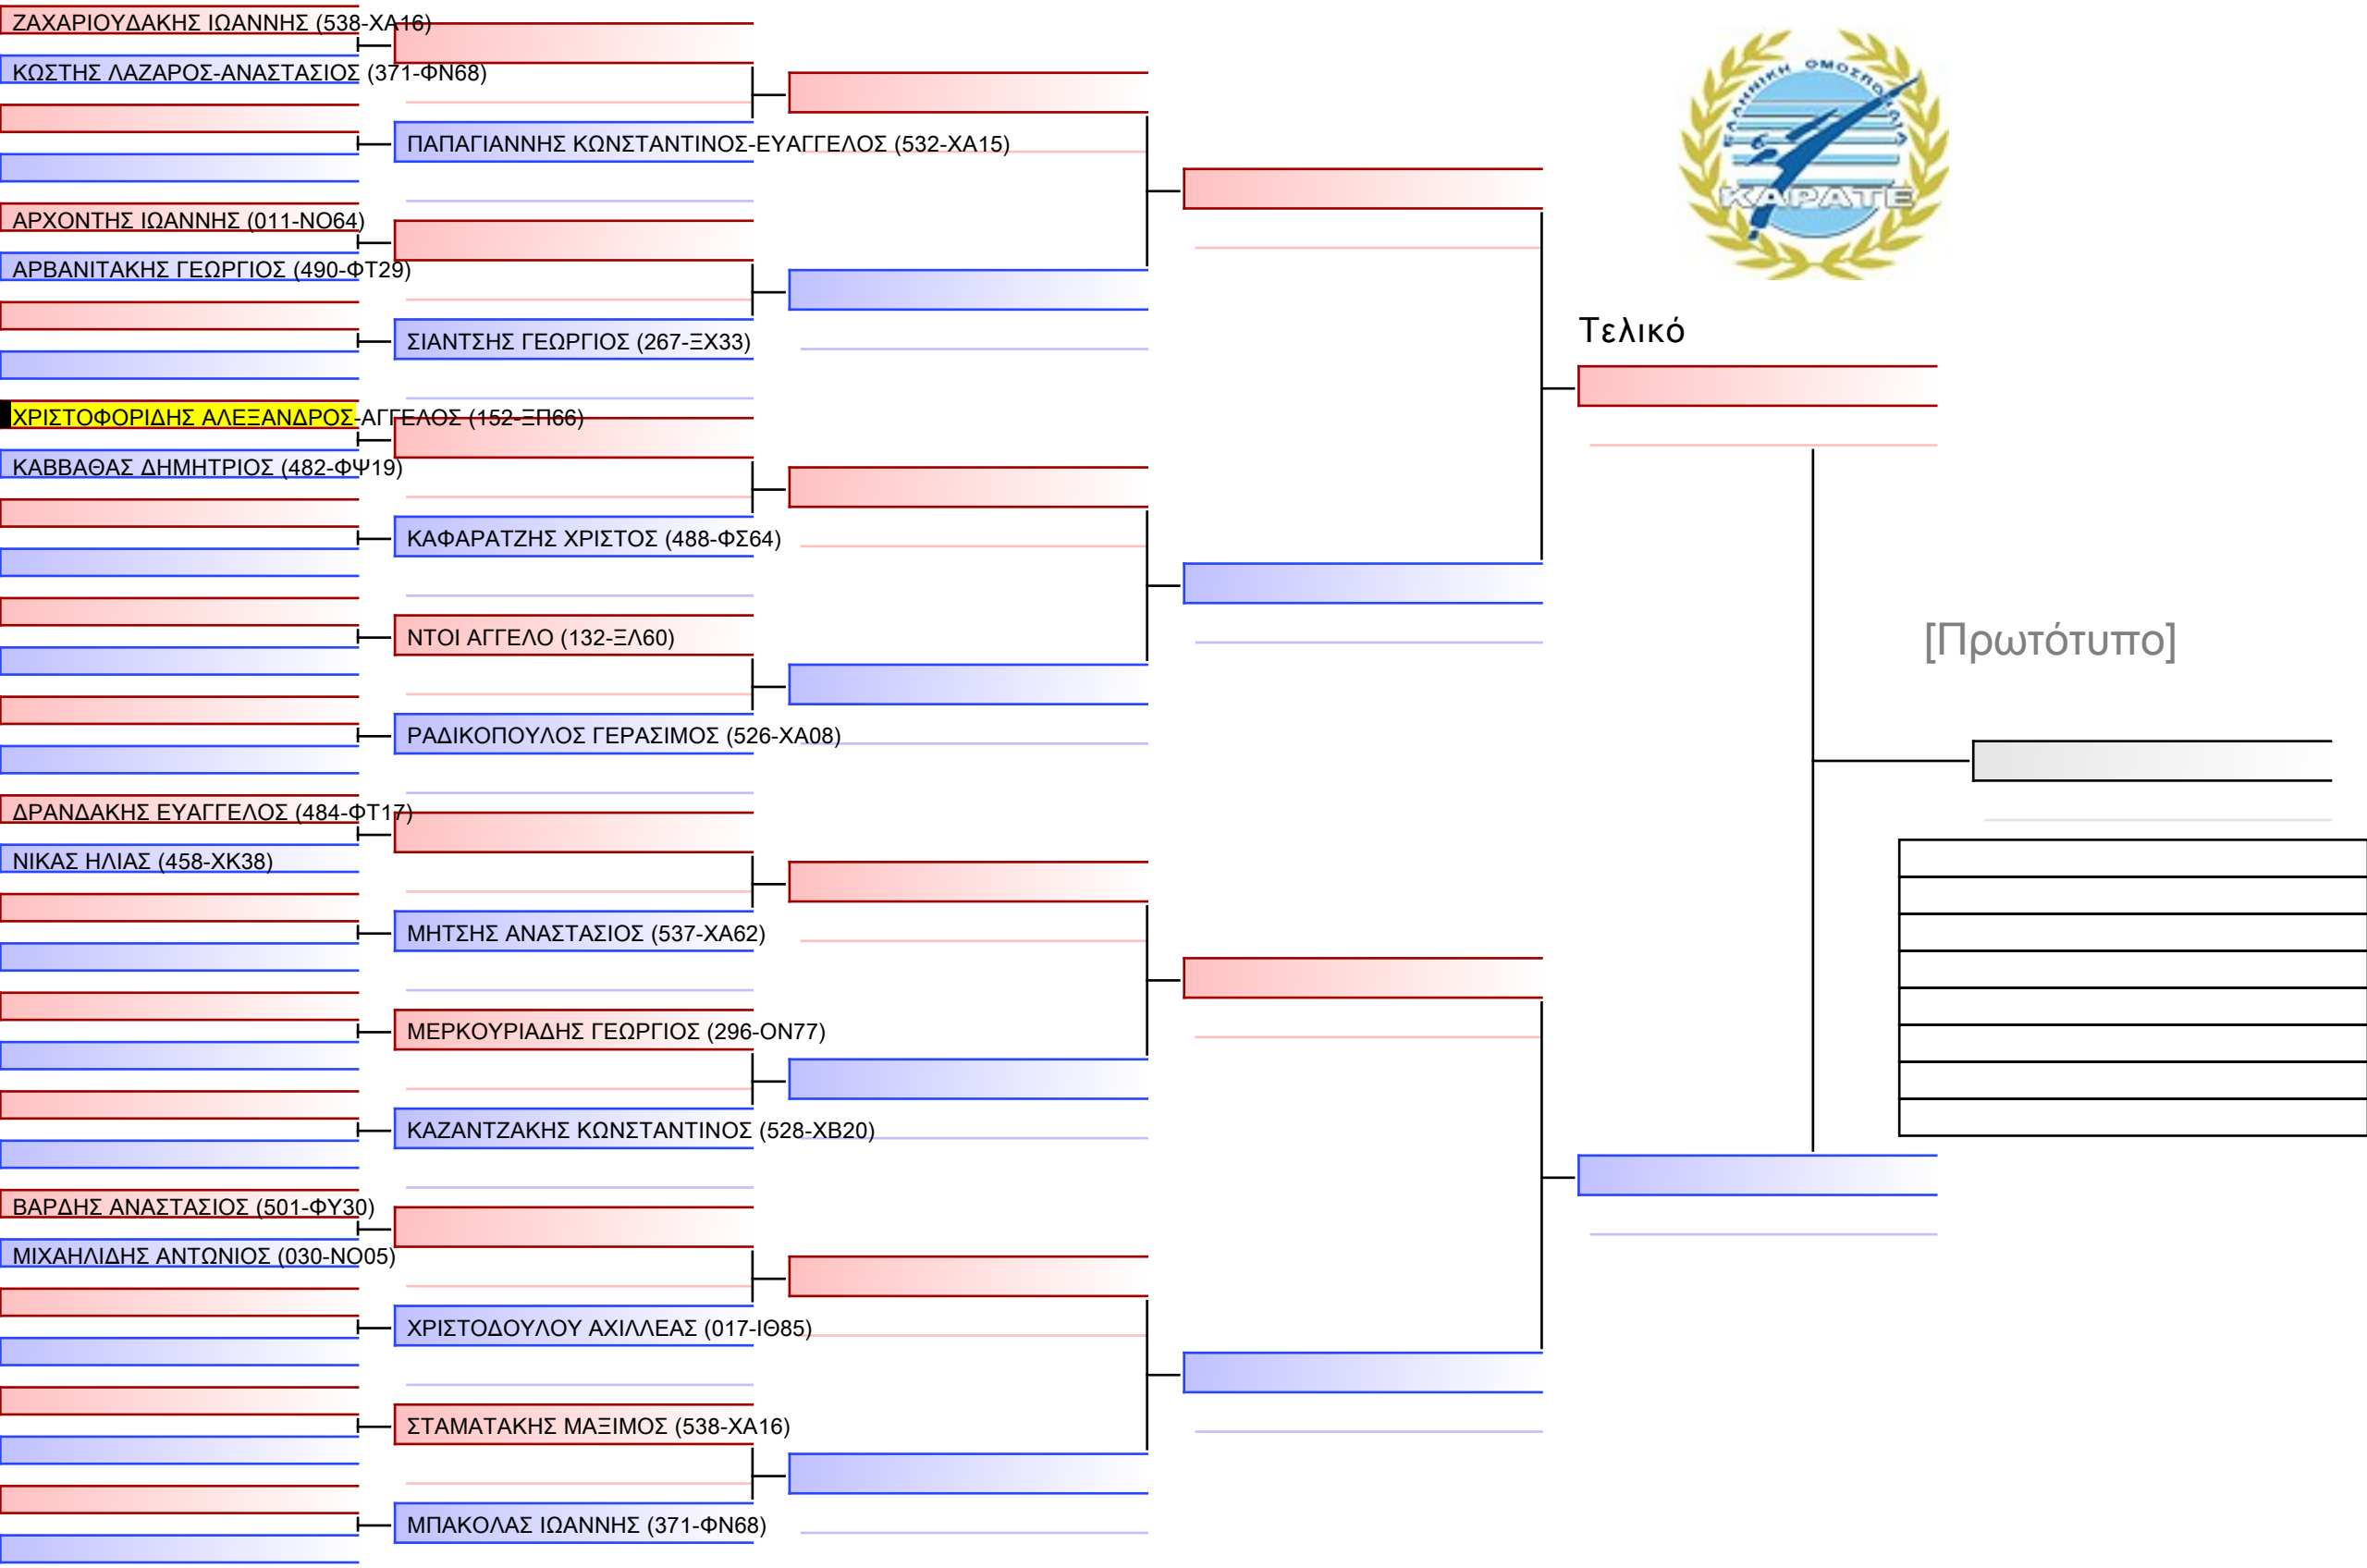 ΖΑΧΑΡΙΟΥΔΑΚΗΣ ΙΩΑΝΝΗΣ (538-ΧΑ16)
ΚΩΣΤΗΣ ΛΑΖΑΡΟΣ-ΑΝΑΣΤΑΣΙΟΣ (371-ΦΝ68)
ΠΑΠΑΓΙΑΝΝΗΣ ΚΩΝΣΤΑΝΤΙΝΟΣ-ΕΥΑΓΓΕΛΟΣ (532-ΧΑ15)
ΑΡΧΟΝΤΗΣ ΙΩΑΝΝΗΣ (011-ΝΟ64)
ΑΡΒΑΝΙΤΑΚΗΣ ΓΕΩΡΓΙΟΣ (490-ΦΤ29)
ΣΙΑΝΤΣΗΣ ΓΕΩΡΓΙΟΣ (267-ΞΧ33)
ΧΡΙΣΤΟΦΟΡΙΔΗΣ ΑΛΕΞΑΝΔΡΟΣ-ΑΓΓΕΛΟΣ (152-ΞΠ66)
ΚΑΒΒΑΘΑΣ ΔΗΜΗΤΡΙΟΣ (482-ΦΨ19)
ΚΑΦΑΡΑΤΖΗΣ ΧΡΙΣΤΟΣ (488-ΦΣ64)
ΝΤΟΙ ΑΓΓΕΛΟ (132-ΞΛ60)
ΡΑΔΙΚΟΠΟΥΛΟΣ ΓΕΡΑΣΙΜΟΣ (526-ΧΑ08)
ΔΡΑΝΔΑΚΗΣ ΕΥΑΓΓΕΛΟΣ (484-ΦΤ17)
ΝΙΚΑΣ ΗΛΙΑΣ (458-ΧΚ38)
ΜΗΤΣΗΣ ΑΝΑΣΤΑΣΙΟΣ (537-ΧΑ62)
ΜΕΡΚΟΥΡΙΑΔΗΣ ΓΕΩΡΓΙΟΣ (296-ΟΝ77)
ΚΑΖΑΝΤΖΑΚΗΣ ΚΩΝΣΤΑΝΤΙΝΟΣ (528-ΧΒ20)
ΒΑΡΔΗΣ ΑΝΑΣΤΑΣΙΟΣ (501-ΦΥ30)
ΜΙΧΑΗΛΙΔΗΣ ΑΝΤΩΝΙΟΣ (030-ΝΟ05)
ΧΡΙΣΤΟΔΟΥΛΟΥ ΑΧΙΛΛΕΑΣ (017-ΙΘ85)
ΣΤΑΜΑΤΑΚΗΣ ΜΑΞΙΜΟΣ (538-ΧΑ16)
ΜΠΑΚΟΛΑΣ ΙΩΑΝΝΗΣ (371-ΦΝ68)
ΕΛΛΗΝΙΚΗ ΟΜΟΣΠΟΝΔΙΑ
ΚΑΡΑΤΕ
Τελικό
[Πρωτότυπο]